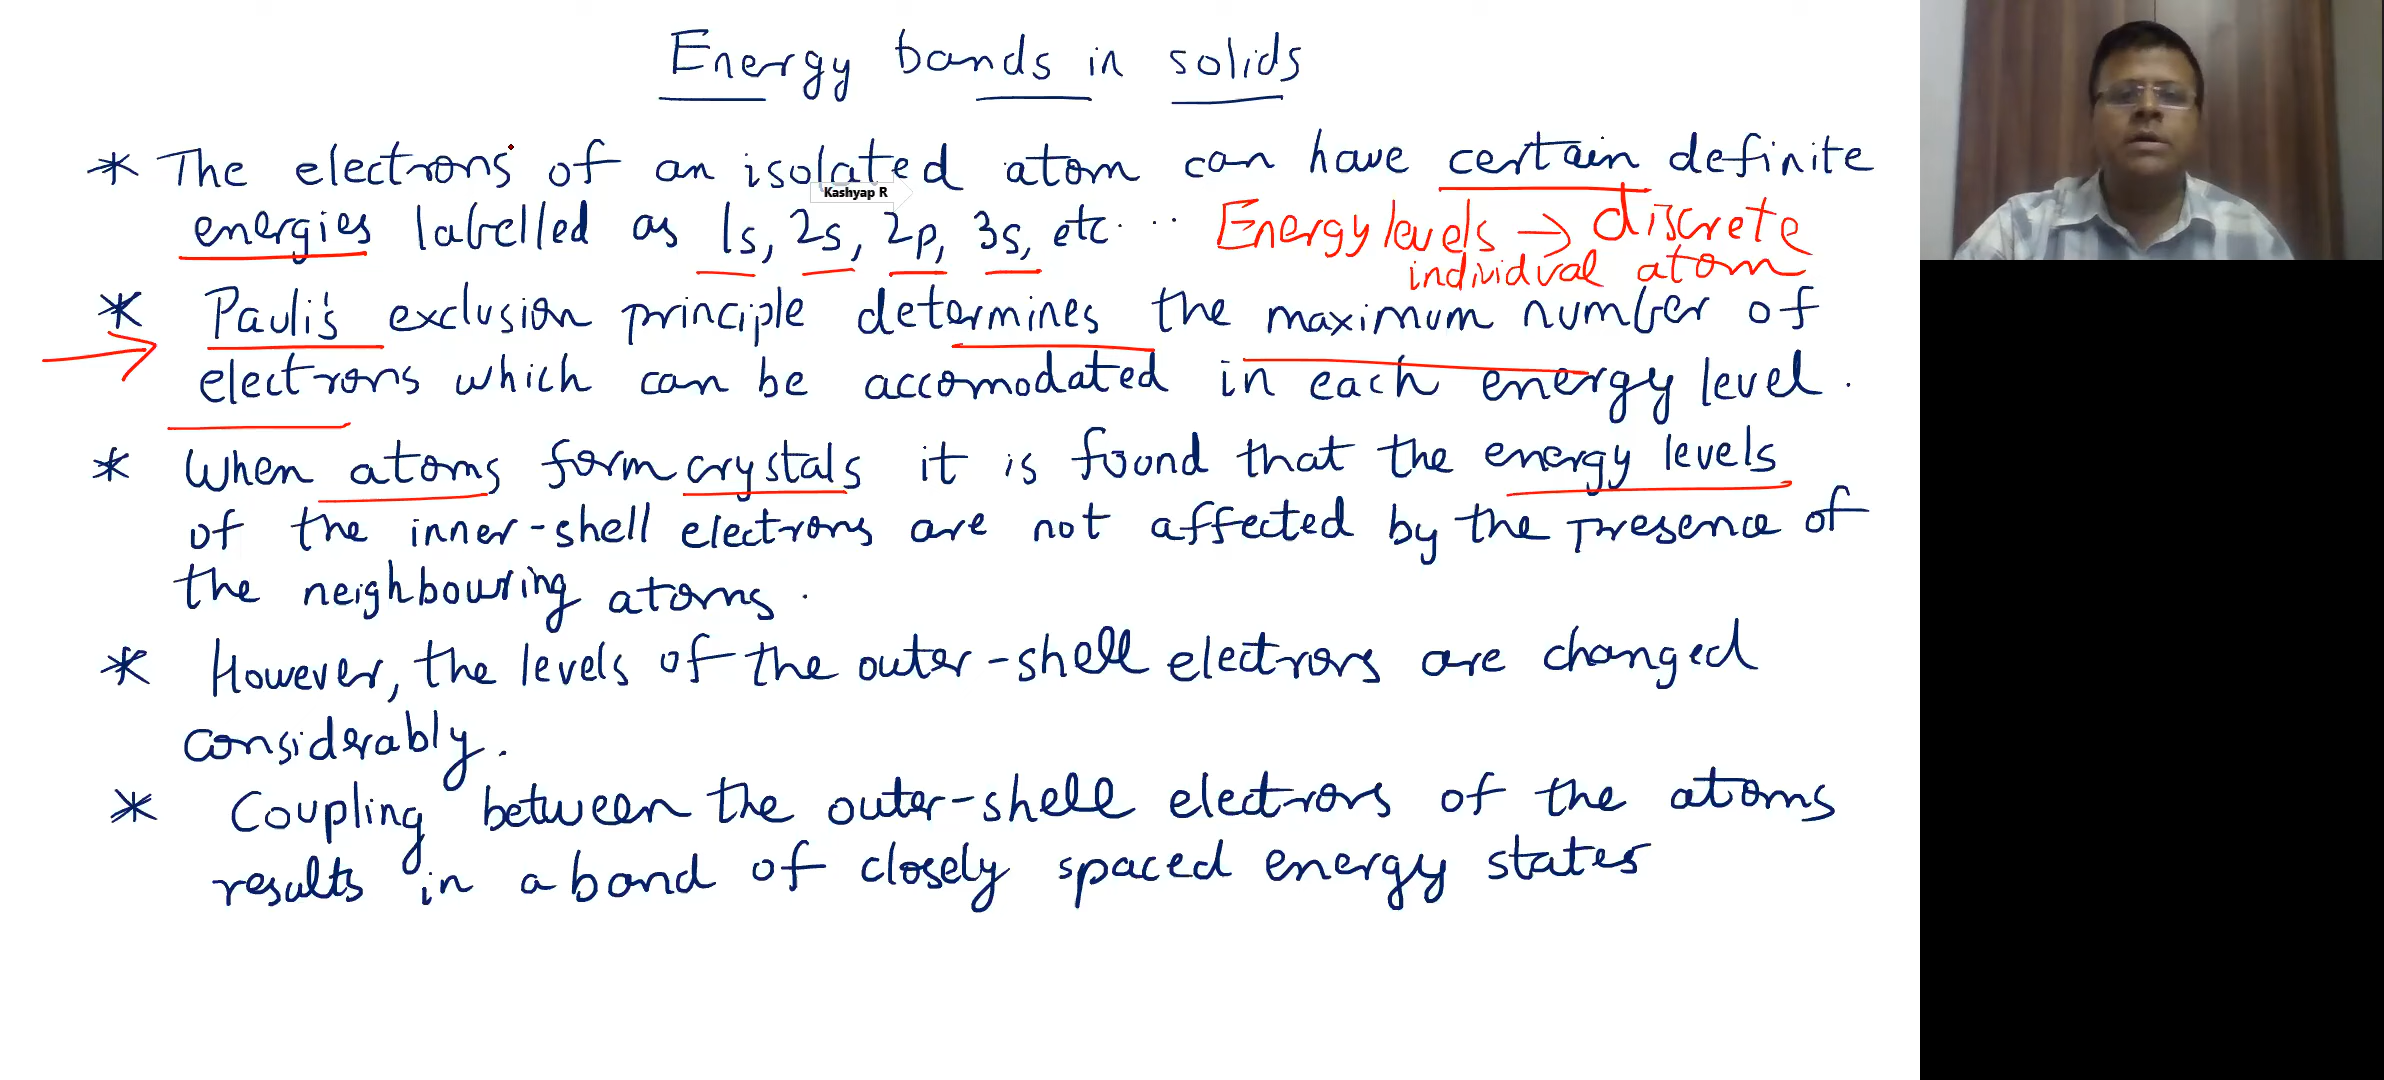 Energy bands in solids
* The electrons of an isolated atom can have certain definite
Kashyap R
energies labelled as 1s, 2s, 2p, 3s, etc... Energy levels → discrete
individual atom
* Pauli's exclusion principle determines the maximum number of
electrons which can be accomodated in each energy level.
* When atoms form crystals it is found that the energy levels
of the inner-shell electrons are not affected by the presence of
the neighbouring atoms.
* However, the levels of the outer-shell electrons are changed
considerably.
* Coupling between the outer-shell electrons of the atoms
results in a band of closely spaced energy states